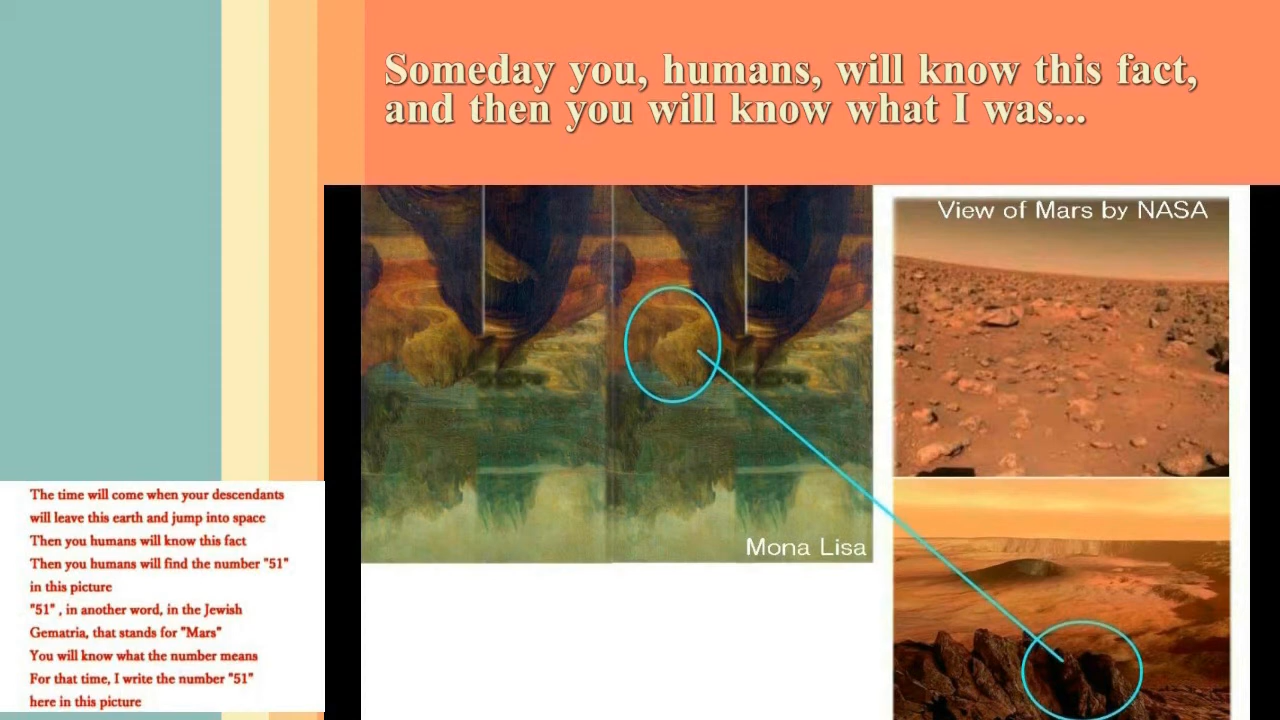 Someday you, humans, will know this fact,
and then you will know what I was...
View of Mars by NASA
Mona Lisa
The time will come when your descendants
will leave this earth and jump into space
Then you humans will know this fact
Then you humans will find the number "51"
in this picture
"51" , in another word, in the Jewish
Gematria, that stands for "Mars"
You will know what the number means
For that time, I write the number "51"
here in this picture